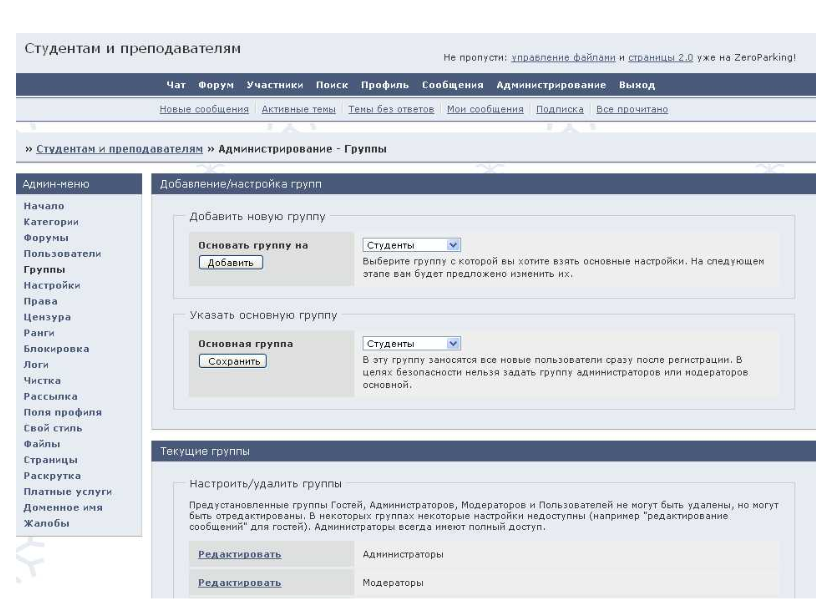 Студентам и преподавателям
Не пропусти: управление файлами и страницы 2.0 уже на ZeroParking!
Чат Форум Участники Поиск Профиль Сообщения Администрирование Выход
Новые сообщения Активные темы Темы без ответов Мои сообщения Подписка Все прочитано
» Студентам и преподавателям » Администрирование - Группы
Админ-меню
Начало
Категории
Форумы
Пользователи
Группы
Настройки
Права
Цензура
Ранги
Блокировка
Логи
Чистка
Рассылка
Поля профиля
Свой стиль
Файлы
Страницы
Раскрутка
Платные услуги
Доменное имя
Жалобы
Добавление/настройка групп
Добавить новую группу
Основать группу на
Добавить
Студенты
Выберите группу с которой вы хотите взять основные настройки. На следующем
этапе вам будет предложено изменить их.
Указать основную группу
Основная группа
Сохранить
Студенты
В эту группу заносятся все новые пользователи сразу после регистрации. В
целях безопасности нельзя задать группу администраторов или модераторов
основной.
Текущие группы
Настроить/удалить группы
Предустановленные группы Гостей, Администраторов, Модераторов и Пользователей не могут быть удалены, но могут
быть отредактированы. В некоторых группах некоторые настройки недоступны (например "редактирование
сообщений" для гостей). Администраторы всегда имеют полный доступ.
Редактировать Администраторы
Редактировать Модераторы